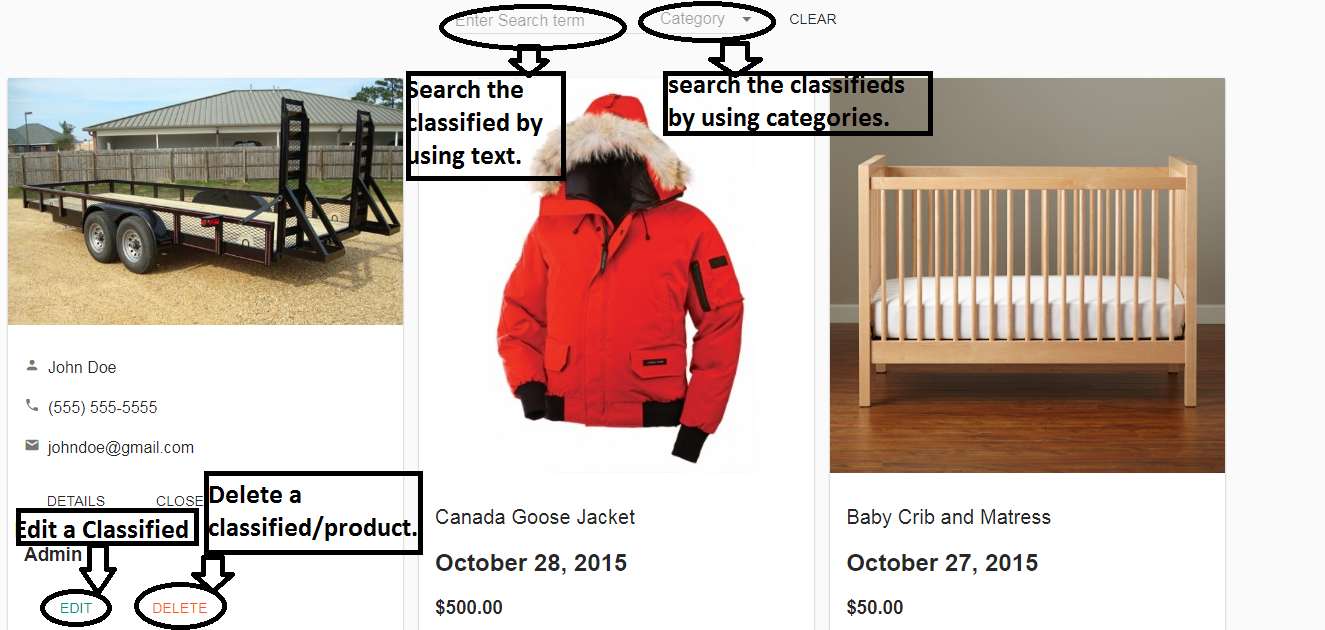 Enter Search term
Category
CLEAR
Search the
classified by
using text.
search the classifieds
by using categories.
John Doe
(555) 555-5555
johndoe@gmail.com
DETAILS
CLOSE
Edit a Classified
Delete a
classified/product.
Admin
EDIT
DELETE
Canada Goose Jacket
October 28, 2015
$500.00
Baby Crib and Matress
October 27, 2015
$50.00